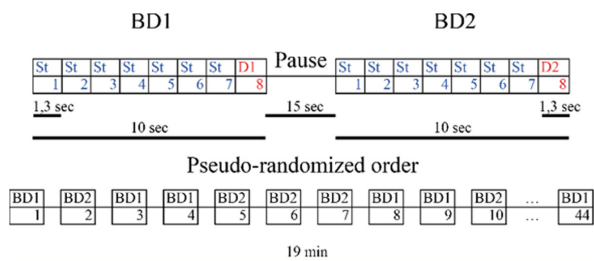 BD1 BD2
St St St St St St St D1 Pause St St St St St St St D2
1 2 3 4 5 6 7 8 1 2 3 4 5 6 7 8
1,3 sec 15 sec 1,3 sec
10 sec 10 sec
Pseudo-randomized order
BD1 BD2 BD1 BD1 BD2 BD2 BD2 BD1 BD1 BD2 ... BD1
1 2 3 4 5 6 7 8 9 10 ... 44
19 min